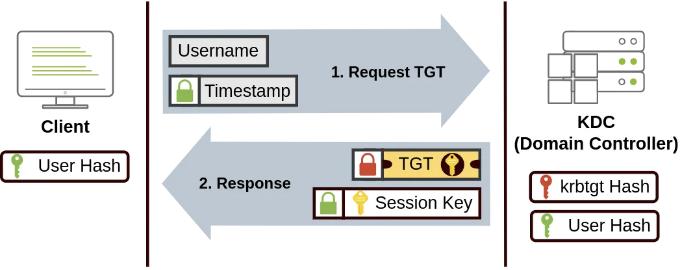 Username
Timestamp
1. Request TGT
Client
User Hash
KDC
(Domain Controller)
krbtgt Hash
User Hash
2. Response
TGT
Session Key